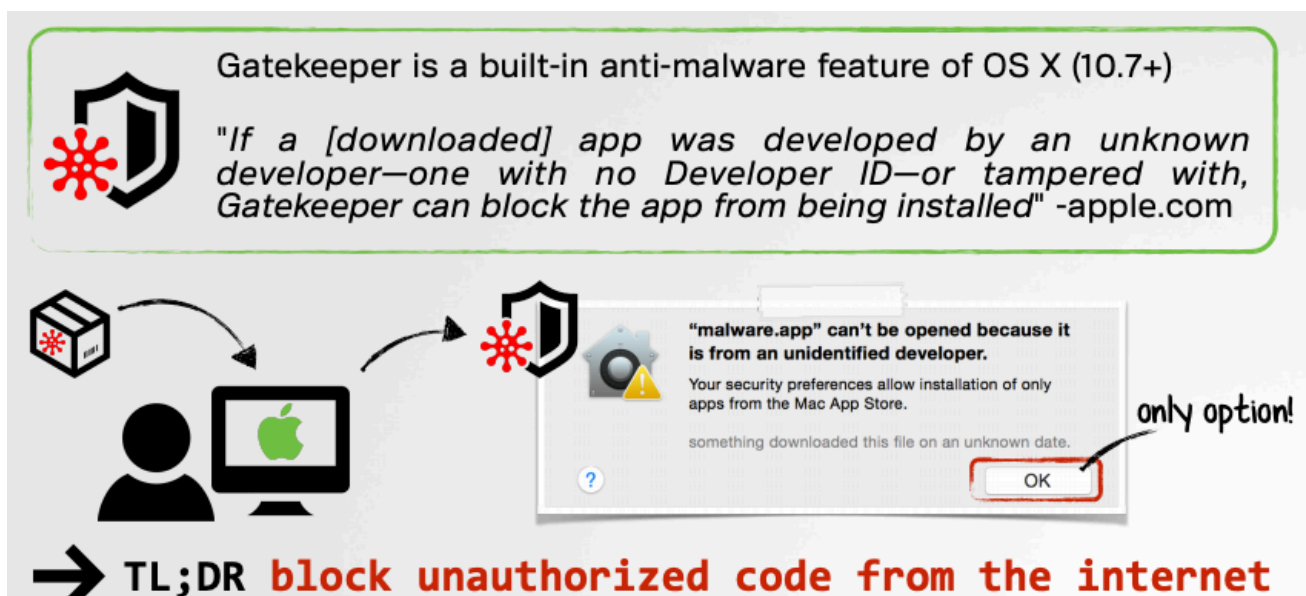 Gatekeeper is a built-in anti-malware feature of OS X (10.7+)
"If a [downloaded] app was developed by an unknown
developer—one with no Developer ID—or tampered with,
Gatekeeper can block the app from being installed" -apple.com
“malware.app” can’t be opened because it
is from an unidentified developer.
Your security preferences allow installation of only
apps from the Mac App Store.
only option!
something downloaded this file on an unknown date.
?
OK
TL;DR block unauthorized code from the internet